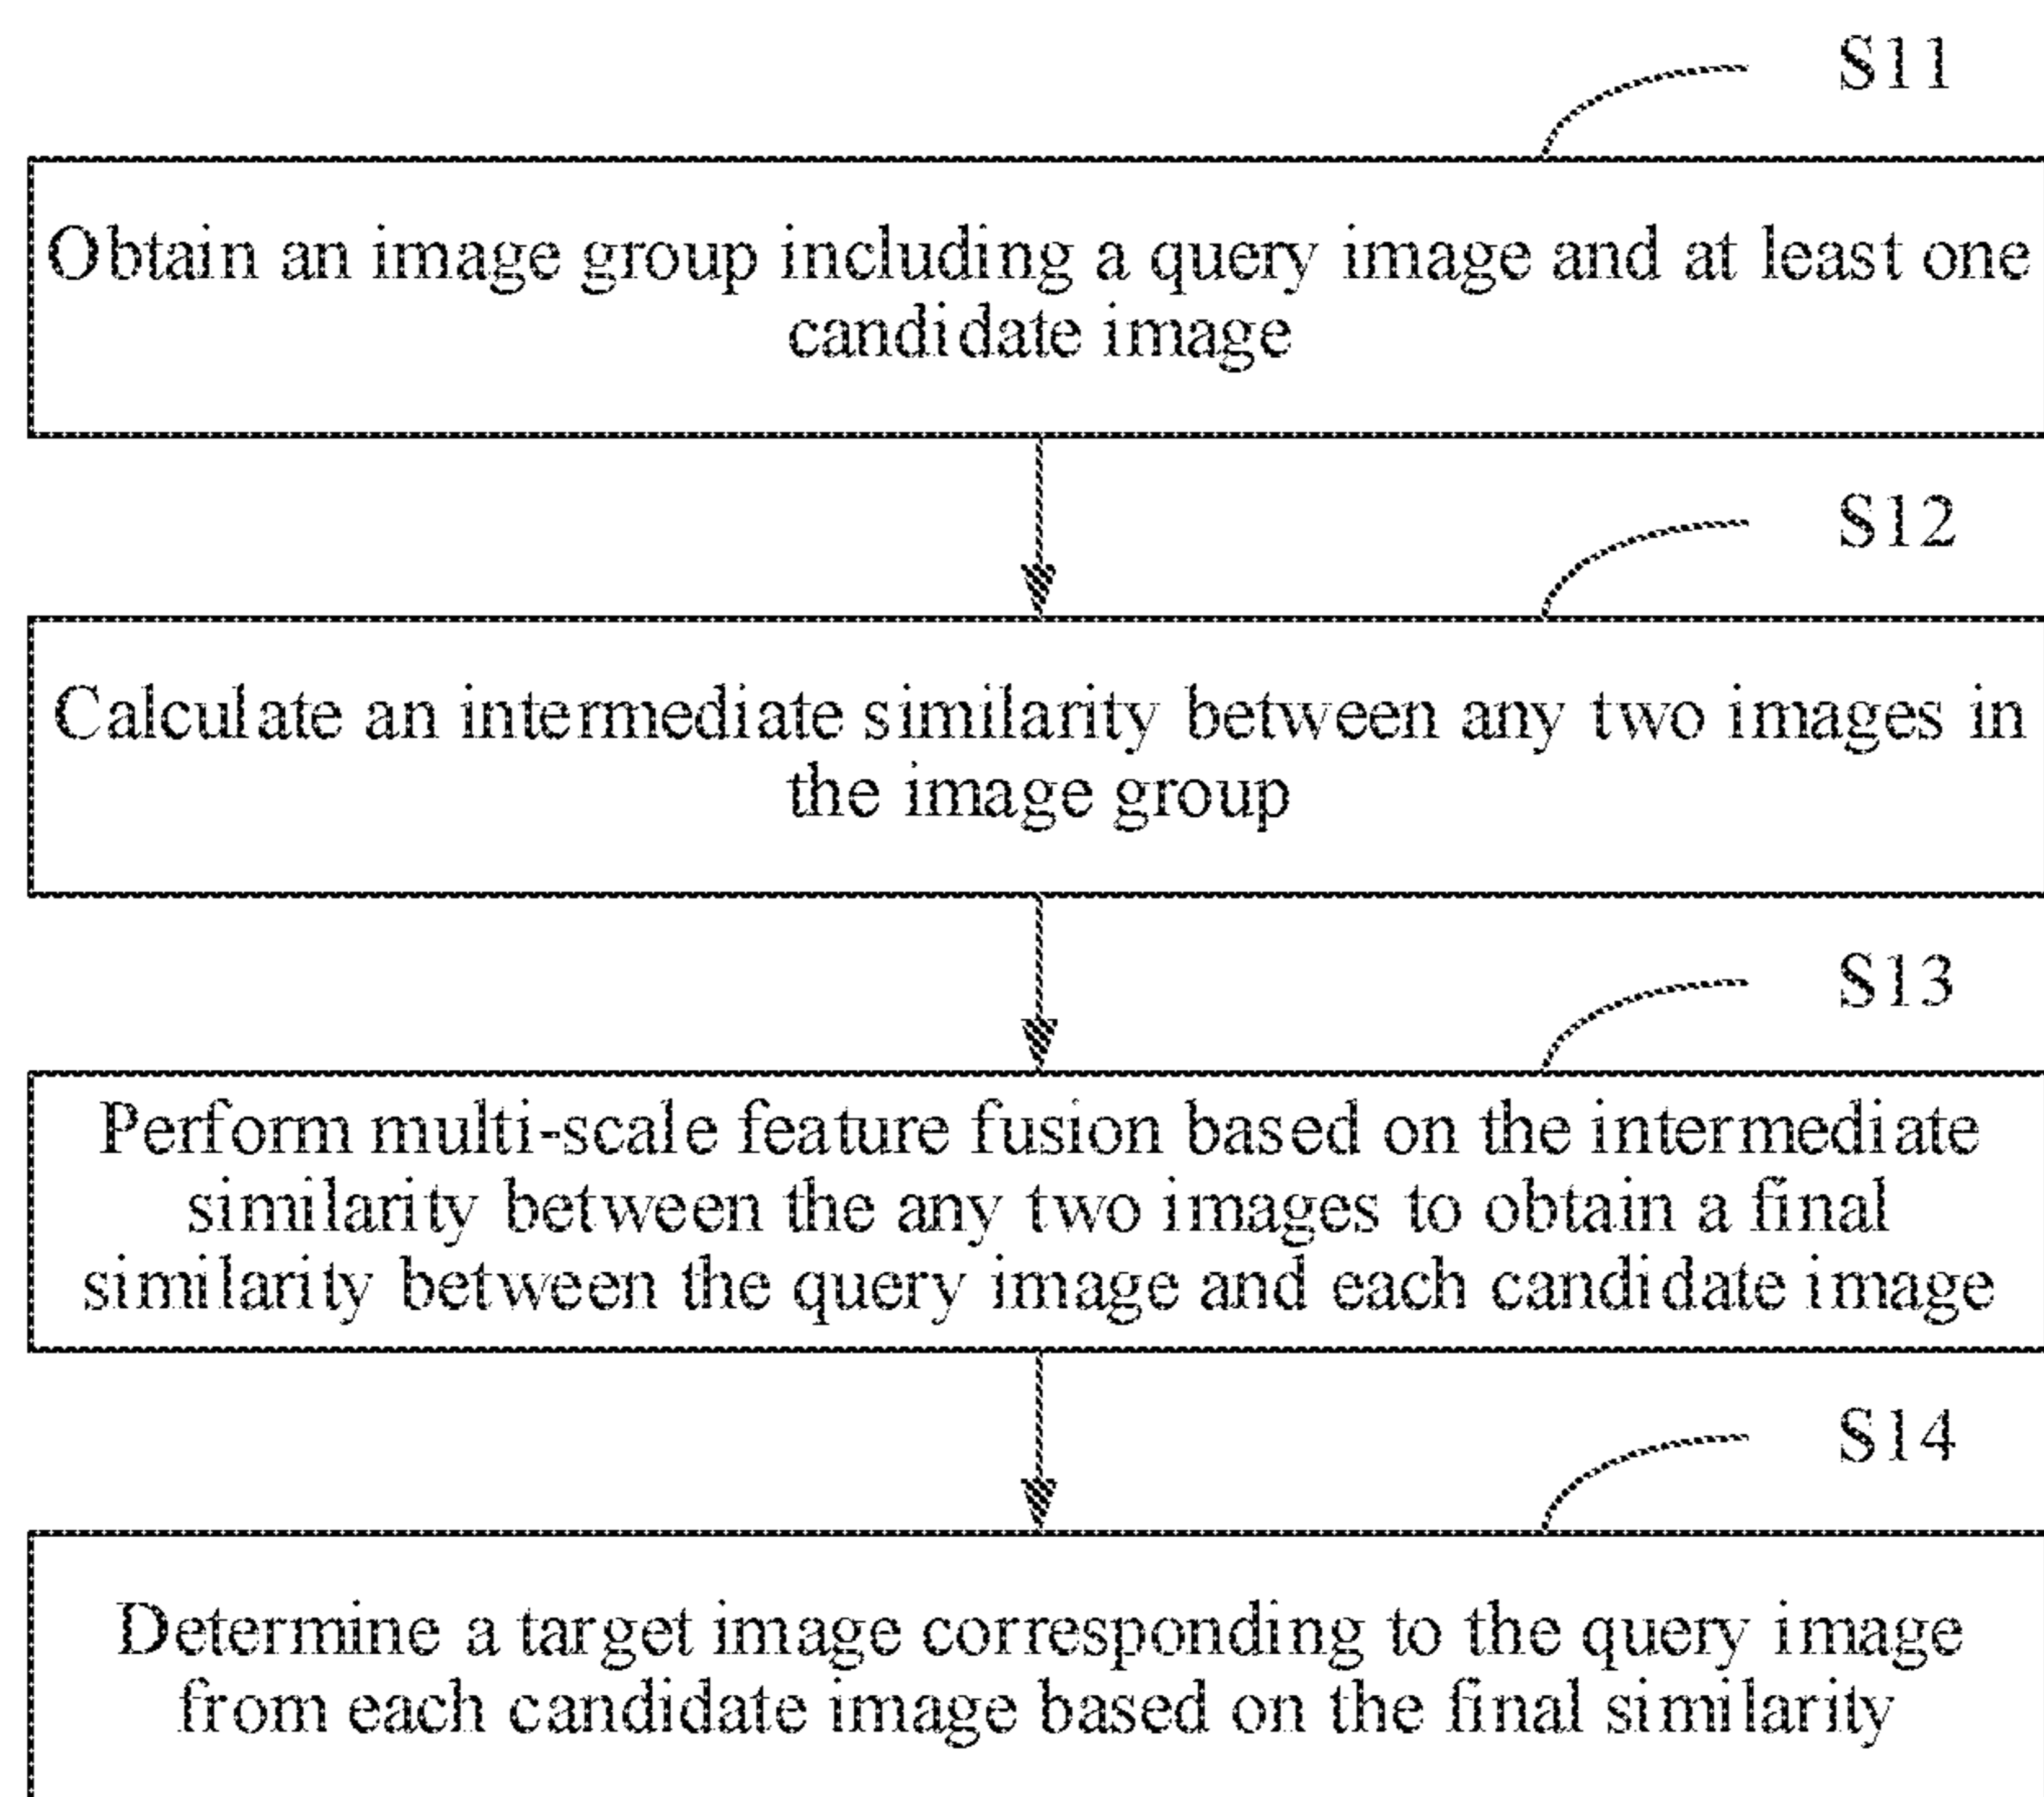 S11
Obtain an image group including a query image and at least one
candidate image
S12
Calculate an intermediate similarity between any two images in
the image group
S13
Perform multi-scale feature fusion based on the intermediate
similarity between the any two images to obtain a final
similarity between the query image and each candidate image
S14
Determine a target image corresponding to the query image
from each candidate image based on the final similarity